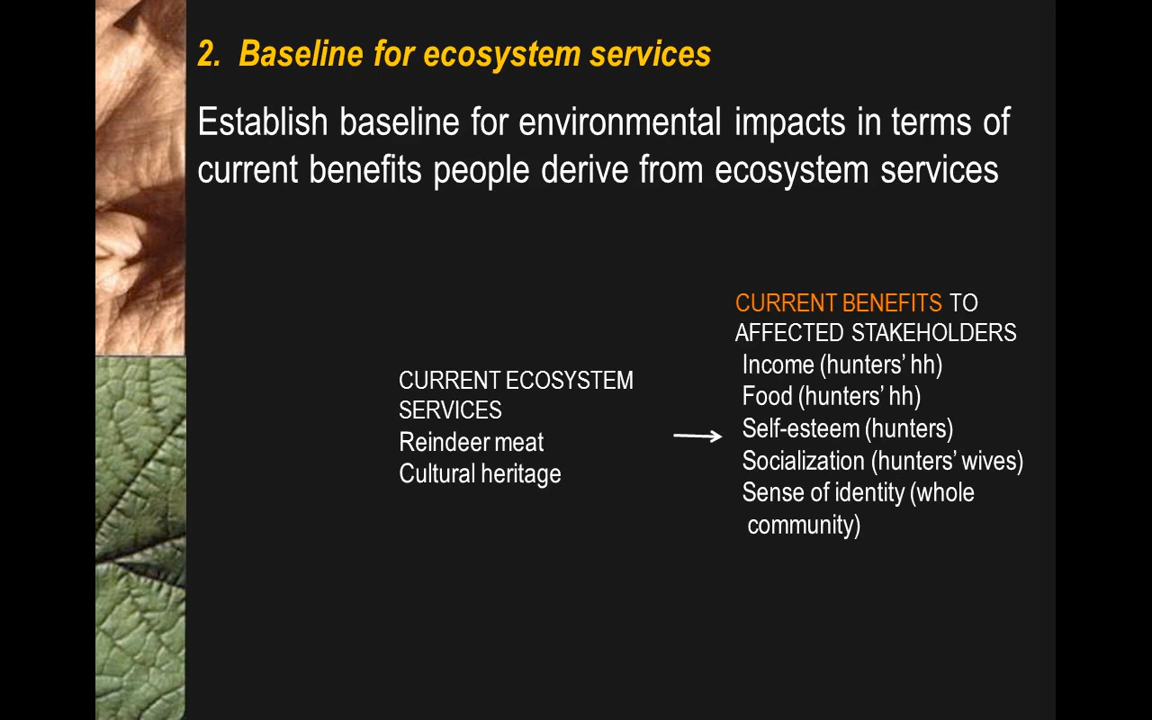 2. Baseline for ecosystem services
Establish baseline for environmental impacts in terms of
current benefits people derive from ecosystem services
CURRENT ECOSYSTEM
SERVICES
Reindeer meat
Cultural heritage
CURRENT BENEFITS TO
AFFECTED STAKEHOLDERS
Income (hunters’ hh)
Food (hunters’ hh)
Self-esteem (hunters)
Socialization (hunters’ wives)
Sense of identity (whole
community)